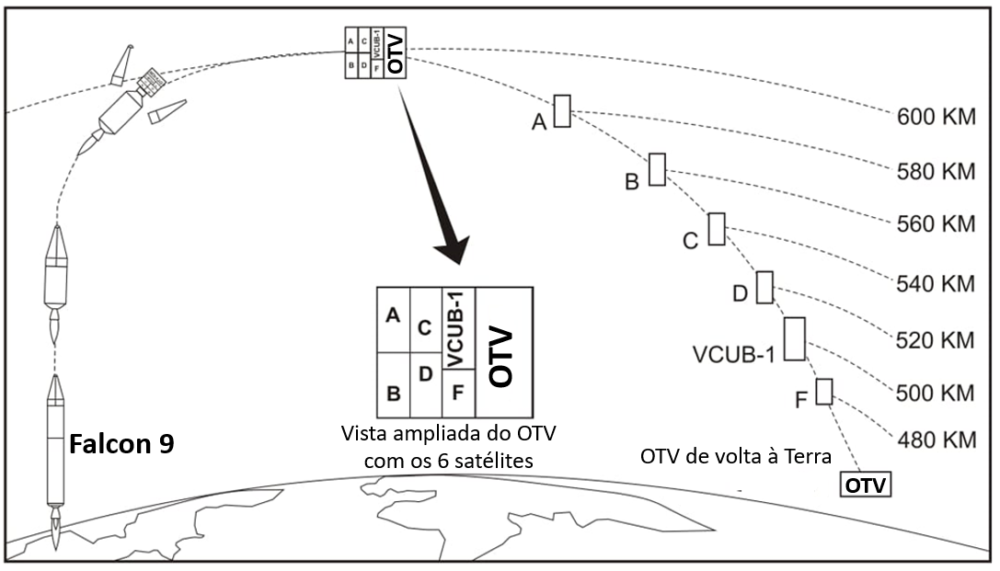 A C VCUB-1 OTV
B D F
600 KM
A
580 KM
B
560 KM
C
540 KM
D
520 KM
VCUB-1
500 KM
F
480 KM
A C VCUB-1 OTV
B D F
Vista ampliada do OTV
com os 6 satélites
Falcon 9
OTV de volta à Terra
OTV